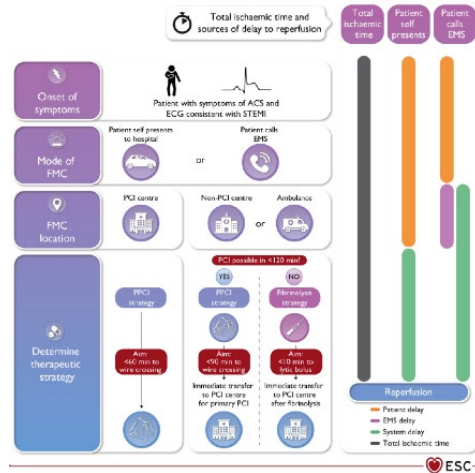 Total ischaemic time and
sources of delay to reperfusion
Total
ischaemic
time
Patient
self
presents
Patient
calls
EMS
Onset of
symptoms
Patient with symptoms of ACS and
ECG consistent with STEMI
Mode of
FMC
Patient self presents
to hospital
or
Patient calls
EMS
FMC
location
PCI centre
Non-PCI centre
or
Ambulance
Determine
therapeutic
strategy
PCI possible in <120 min?
YES
NO
PPCI
strategy
PPCI
strategy
Fibrinolysis
strategy
Aim:
<60 min to
wire crossing
Aim:
<90 min to
wire crossing
Aim:
<10 min to
lytic bolus
Immediate transfer
to PCI centre
for primary PCI
Immediate transfer
to PCI centre
after fibrinolysis
Reperfusion
Patient delay
EMS delay
System delay
Total ischaemic time
ESC